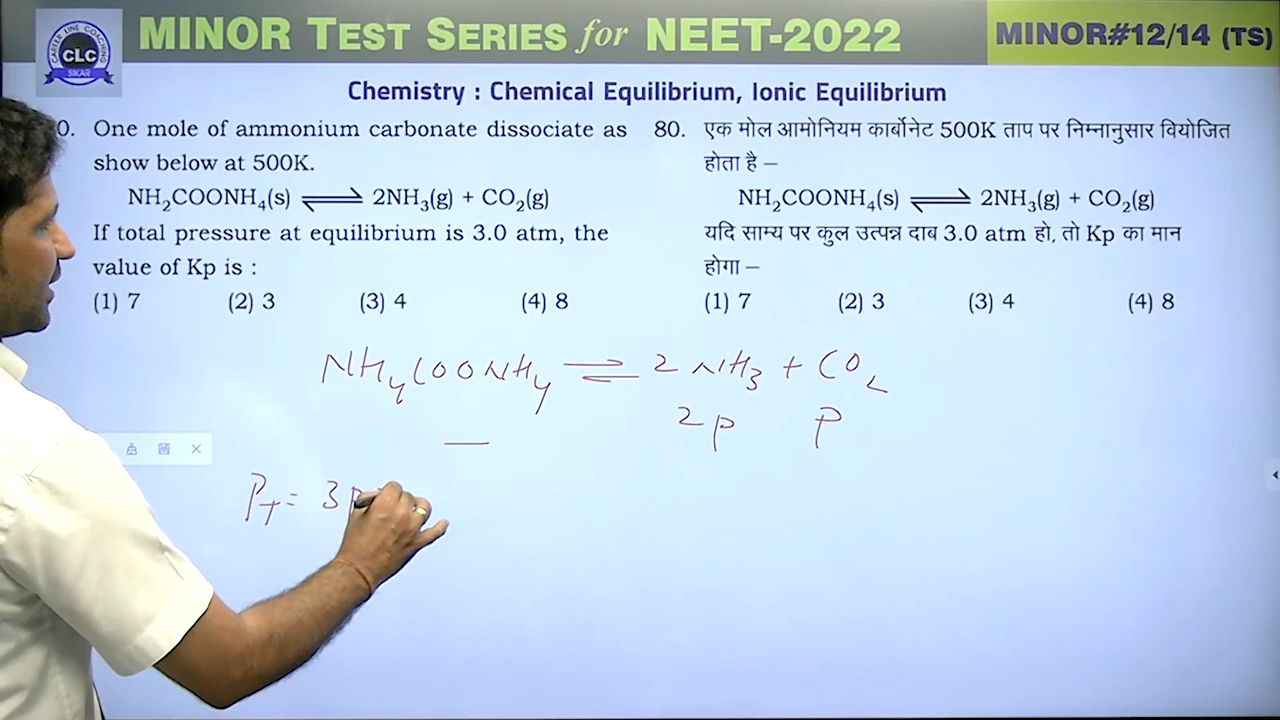 CAREER LINE COACHING
CLC
SIKAR
MINOR TEST SERIES for NEET-2022
MINOR#12/14 (TS)
Chemistry : Chemical Equilibrium, Ionic Equilibrium
0. One mole of ammonium carbonate dissociate as
show below at 500K.
NH₂COONH₄(s) ⇌ 2NH₃(g) + CO₂(g)
If total pressure at equilibrium is 3.0 atm, the
value of Kp is :
(1) 7 (2) 3 (3) 4 (4) 8
80. एक मोल आमोनियम कार्बोनेट 500K ताप पर निम्नानुसार वियोजित
होता है –
NH₂COONH₄(s) ⇌ 2NH₃(g) + CO₂(g)
यदि साम्य पर कुल उत्पन्न दाब 3.0 atm हो, तो Kp का मान
होगा –
(1) 7 (2) 3 (3) 4 (4) 8
NH₄COONH₄ ⇌ 2NH₃ + CO₂
— 2p p
P_T = 3p